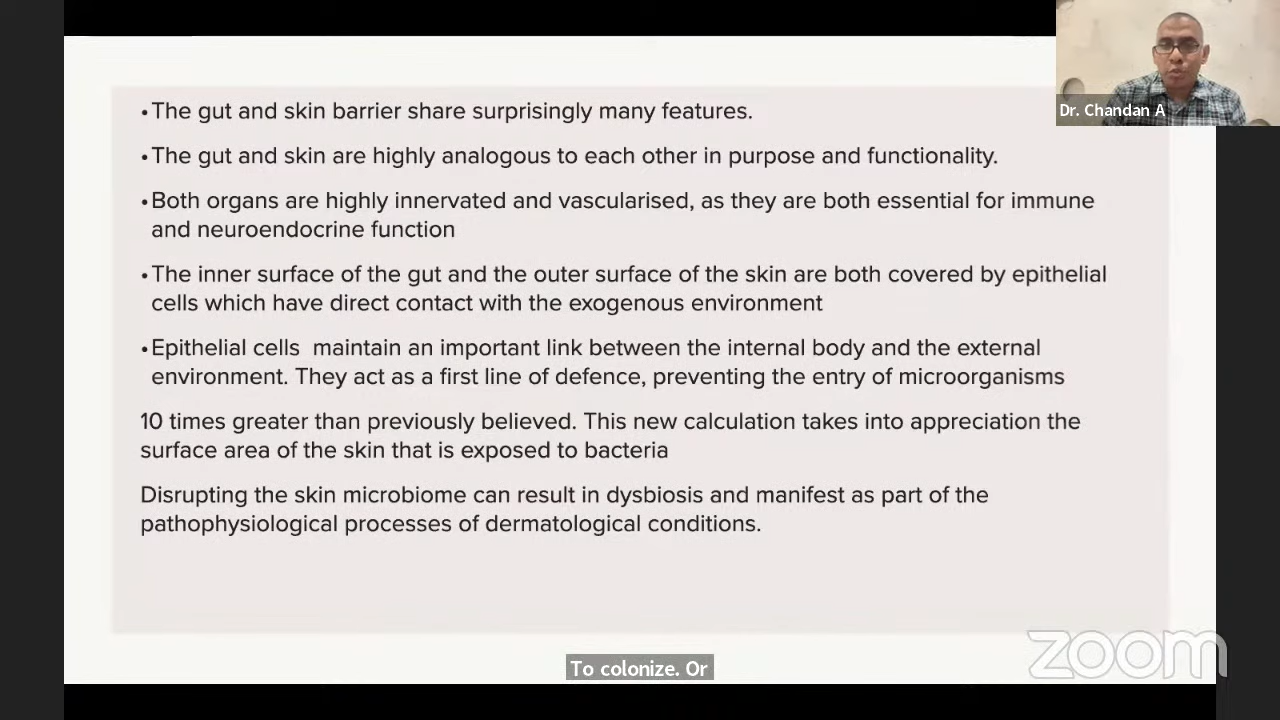 •The gut and skin barrier share surprisingly many features.
•The gut and skin are highly analogous to each other in purpose and functionality.
•Both organs are highly innervated and vascularised, as they are both essential for immune
and neuroendocrine function
•The inner surface of the gut and the outer surface of the skin are both covered by epithelial
cells which have direct contact with the exogenous environment
•Epithelial cells  maintain an important link between the internal body and the external
environment. They act as a first line of defence, preventing the entry of microorganisms
10 times greater than previously believed. This new calculation takes into appreciation the
surface area of the skin that is exposed to bacteria
Disrupting the skin microbiome can result in dysbiosis and manifest as part of the
pathophysiological processes of dermatological conditions.
Dr. Chandan A
To colonize. Or
zoom